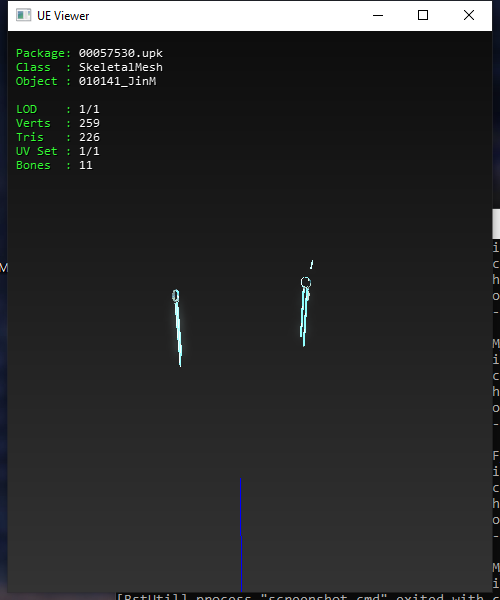 UE Viewer
Package: 00057530.upk
Class : SkeletalMesh
Object : 010141_JinM
LOD : 1/1
Verts : 259
Tris : 226
UV Set : 1/1
Bones : 11
M
i
c
h
o
-
M
i
c
h
o
-
F
i
c
h
o
-
M
i
[BstUtil] process "screenshot.cmd" exited with c